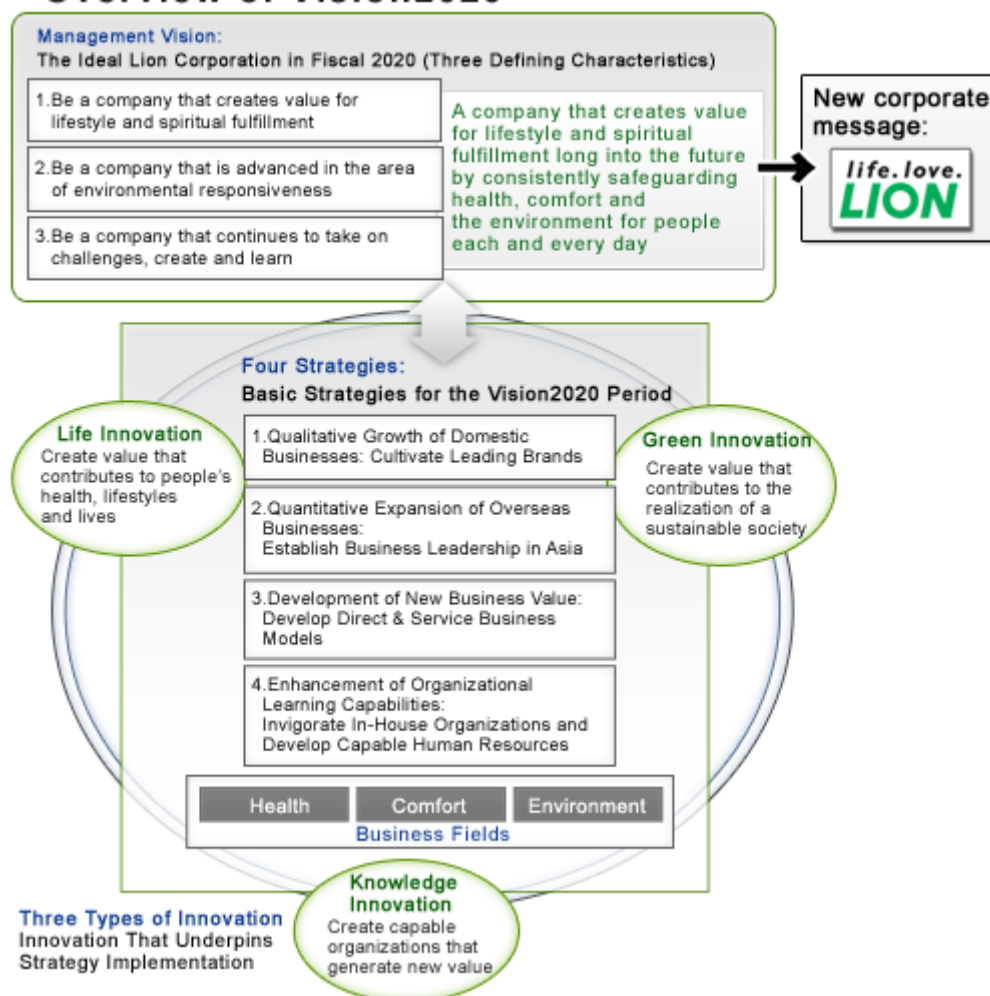 Overview of Vision2020
Management Vision:
The Ideal Lion Corporation in Fiscal 2020 (Three Defining Characteristics)
1.Be a company that creates value for
lifestyle and spiritual fulfillment
2.Be a company that is advanced in the area
of environmental responsiveness
3.Be a company that continues to take on
challenges, create and learn
A company that creates value
for lifestyle and spiritual
fulfillment long into the future
by consistently safeguarding
health, comfort and
the environment for people
each and every day
New corporate
message:
life.love.
LION
Four Strategies:
Basic Strategies for the Vision2020 Period
Life Innovation
Create value that
contributes to people's
health, lifestyles
and lives
1.Qualitative Growth of Domestic
Businesses: Cultivate Leading Brands
2.Quantitative Expansion of Overseas
Businesses:
Establish Business Leadership in Asia
3.Development of New Business Value:
Develop Direct & Service Business
Models
4.Enhancement of Organizational
Learning Capabilities:
Invigorate In-House Organizations and
Develop Capable Human Resources
Green Innovation
Create value that
contributes to the
realization of a
sustainable society
Health
Comfort
Environment
Business Fields
Knowledge
Innovation
Create capable
organizations that
generate new value
Three Types of Innovation
Innovation That Underpins
Strategy Implementation